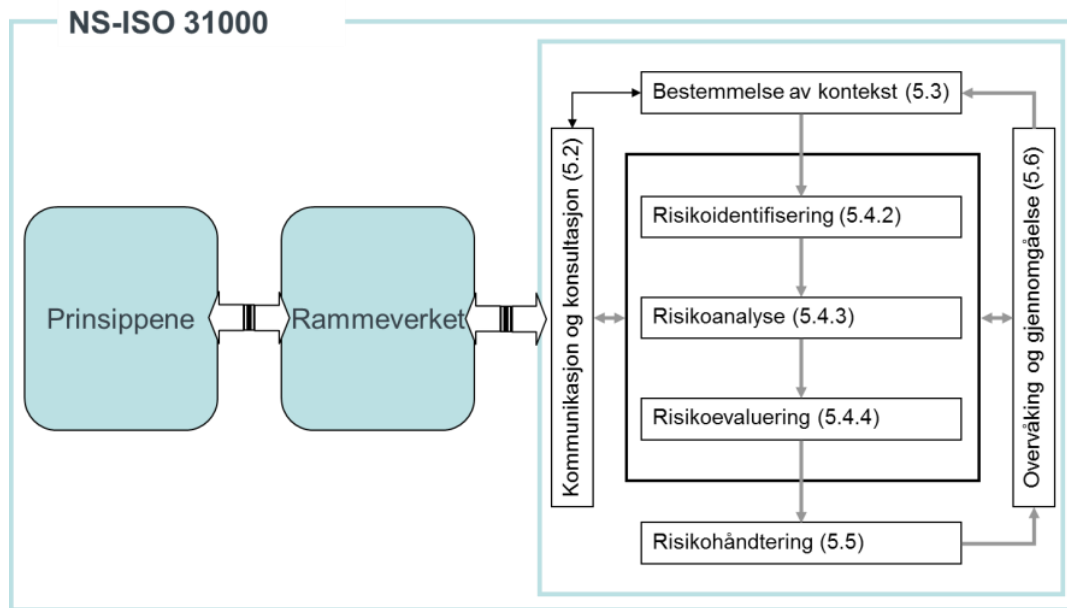 NS-ISO 31000
Prinsippene
Rammeverket
Kommunikasjon og konsultasjon (5.2)
Bestemmelse av kontekst (5.3)
Risikoidentifisering (5.4.2)
Risikoanalyse (5.4.3)
Risikoevaluering (5.4.4)
Risikohåndtering (5.5)
Overvåking og gjennomgåelse (5.6)